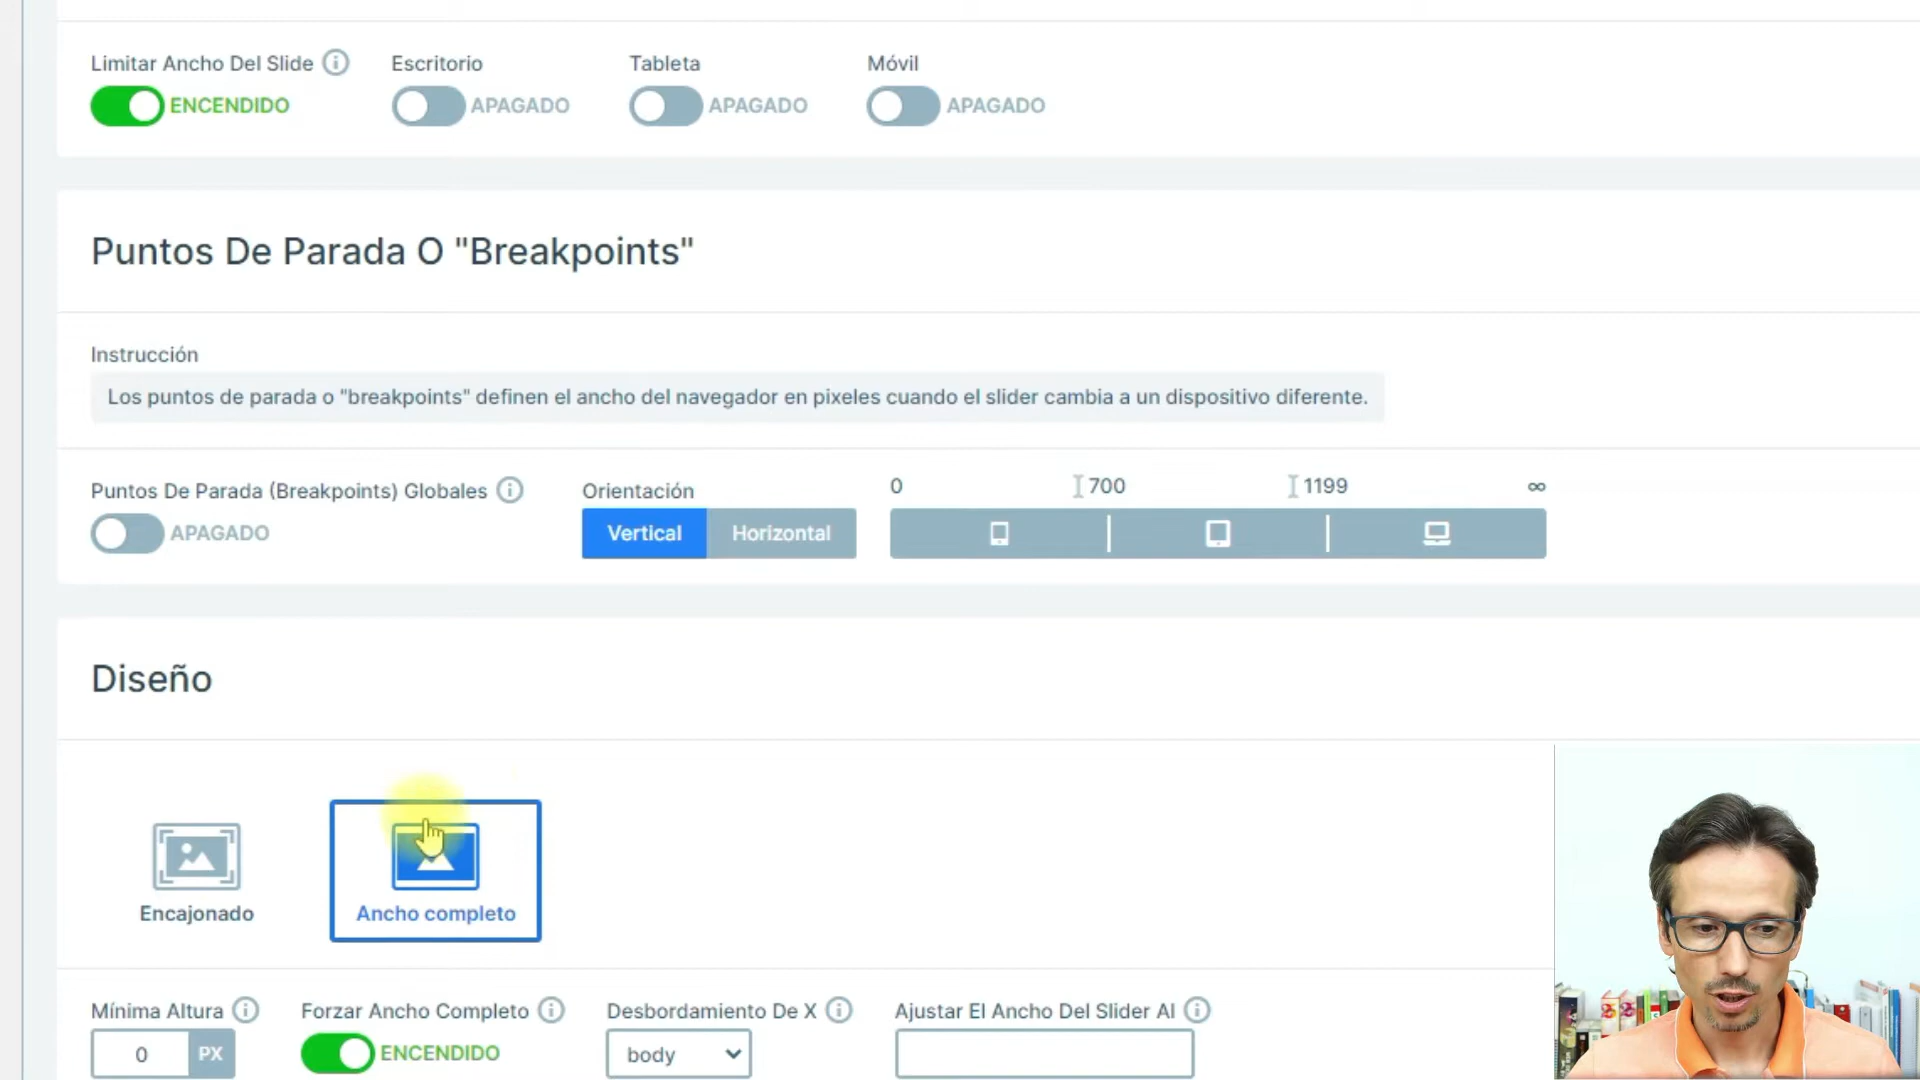 Limitar Ancho Del Slide
Escritorio
Tableta
Móvil
ENCENDIDO
APAGADO
APAGADO
APAGADO
Puntos De Parada O "Breakpoints"
Instrucción
Los puntos de parada o "breakpoints" definen el ancho del navegador en pixeles cuando el slider cambia a un dispositivo diferente.
Puntos De Parada (Breakpoints) Globales
Orientación
0
700
1199
∞
APAGADO
Vertical
Horizontal
Diseño
Encajonado
Ancho completo
Mínima Altura
Forzar Ancho Completo
Desbordamiento De X
Ajustar El Ancho Del Slider Al
0
PX
ENCENDIDO
body